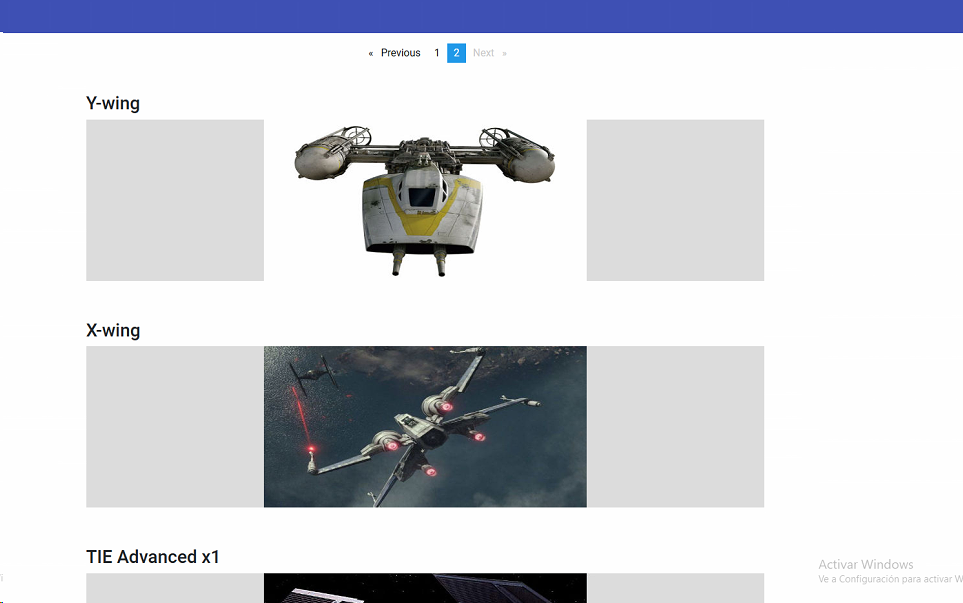 « Previous 1 2 Next »
Y-wing
X-wing
TIE Advanced x1
Activar Windows
Ve a Configuración para activar W